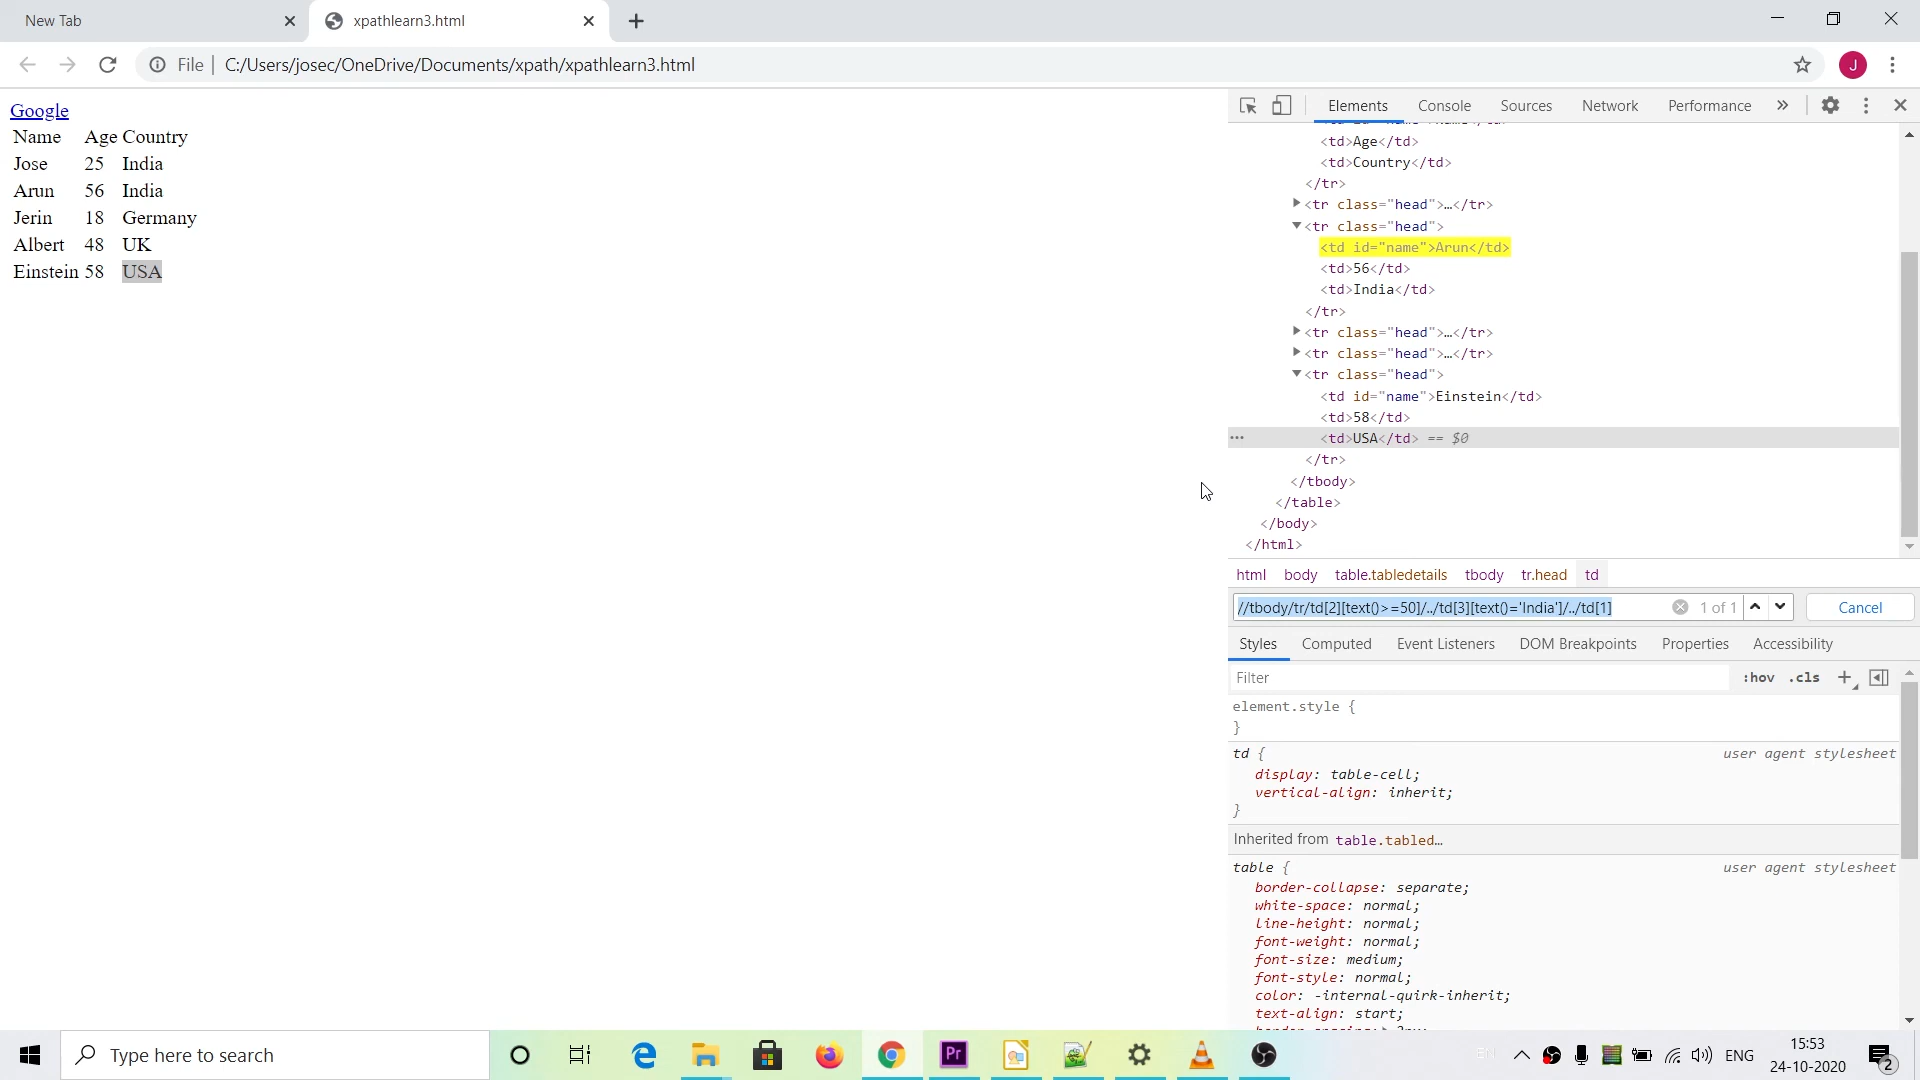 New Tab
xpathlearn3.html
File | C:/Users/josec/OneDrive/Documents/xpath/xpathlearn3.html
J
Google
Name Age Country
Jose 25 India
Arun 56 India
Jerin 18 Germany
Albert 48 UK
Einstein 58 USA
Elements Console Sources Network Performance »
<td>Age</td>
<td>Country</td>
</tr>
<tr class="head">…</tr>
<tr class="head">
<td id="name">Arun</td>
<td>56</td>
<td>India</td>
</tr>
<tr class="head">…</tr>
<tr class="head">…</tr>
<tr class="head">
<td id="name">Einstein</td>
<td>58</td>
<td>USA</td> == $0
</tr>
</tbody>
</table>
</body>
</html>
html body table.tabledetails tbody tr.head td
//tbody/tr/td[2][text()>=50]/../td[3][text()='India']/../td[1] 1 of 1 Cancel
Styles Computed Event Listeners DOM Breakpoints Properties Accessibility
Filter :hov .cls +
element.style {
}
td { user agent stylesheet
display: table-cell;
vertical-align: inherit;
}
Inherited from table.tabled…
table { user agent stylesheet
border-collapse: separate;
white-space: normal;
line-height: normal;
font-weight: normal;
font-size: medium;
font-style: normal;
color: -internal-quirk-inherit;
text-align: start;
Type here to search
Pr
ENG
15:53
24-10-2020
2